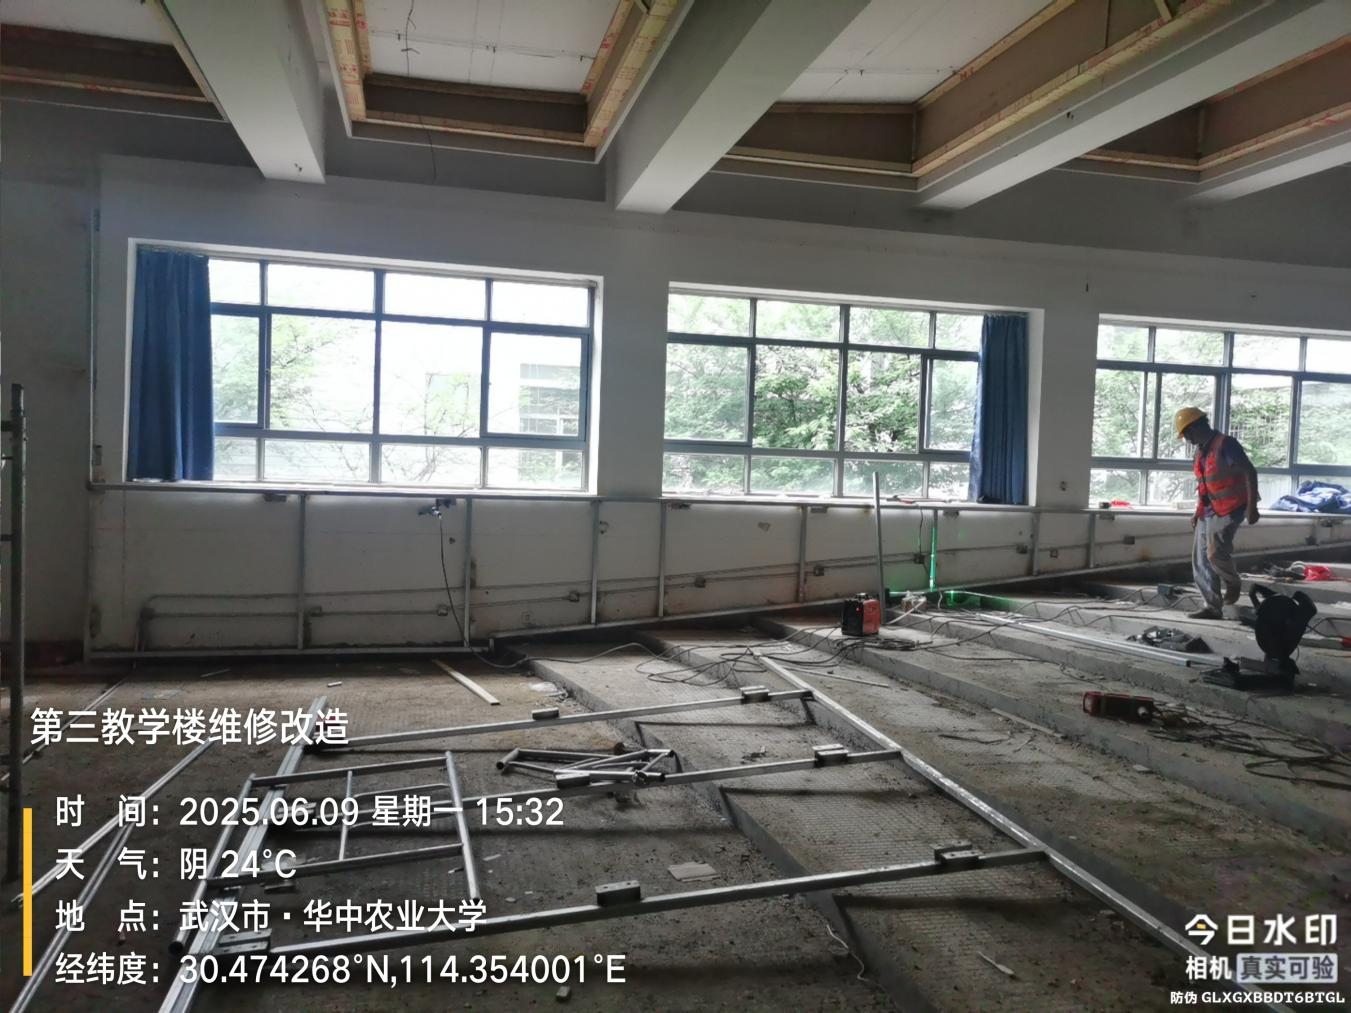 第三教学楼维修改造
时 间：2025.06.09 星期一 15:32
天 气：阴 24°C
地 点：武汉市·华中农业大学
经纬度：30.474268°N,114.354001°E
今日水印
相机 真实可验
防伪 GLXGXBBDT6BTGL